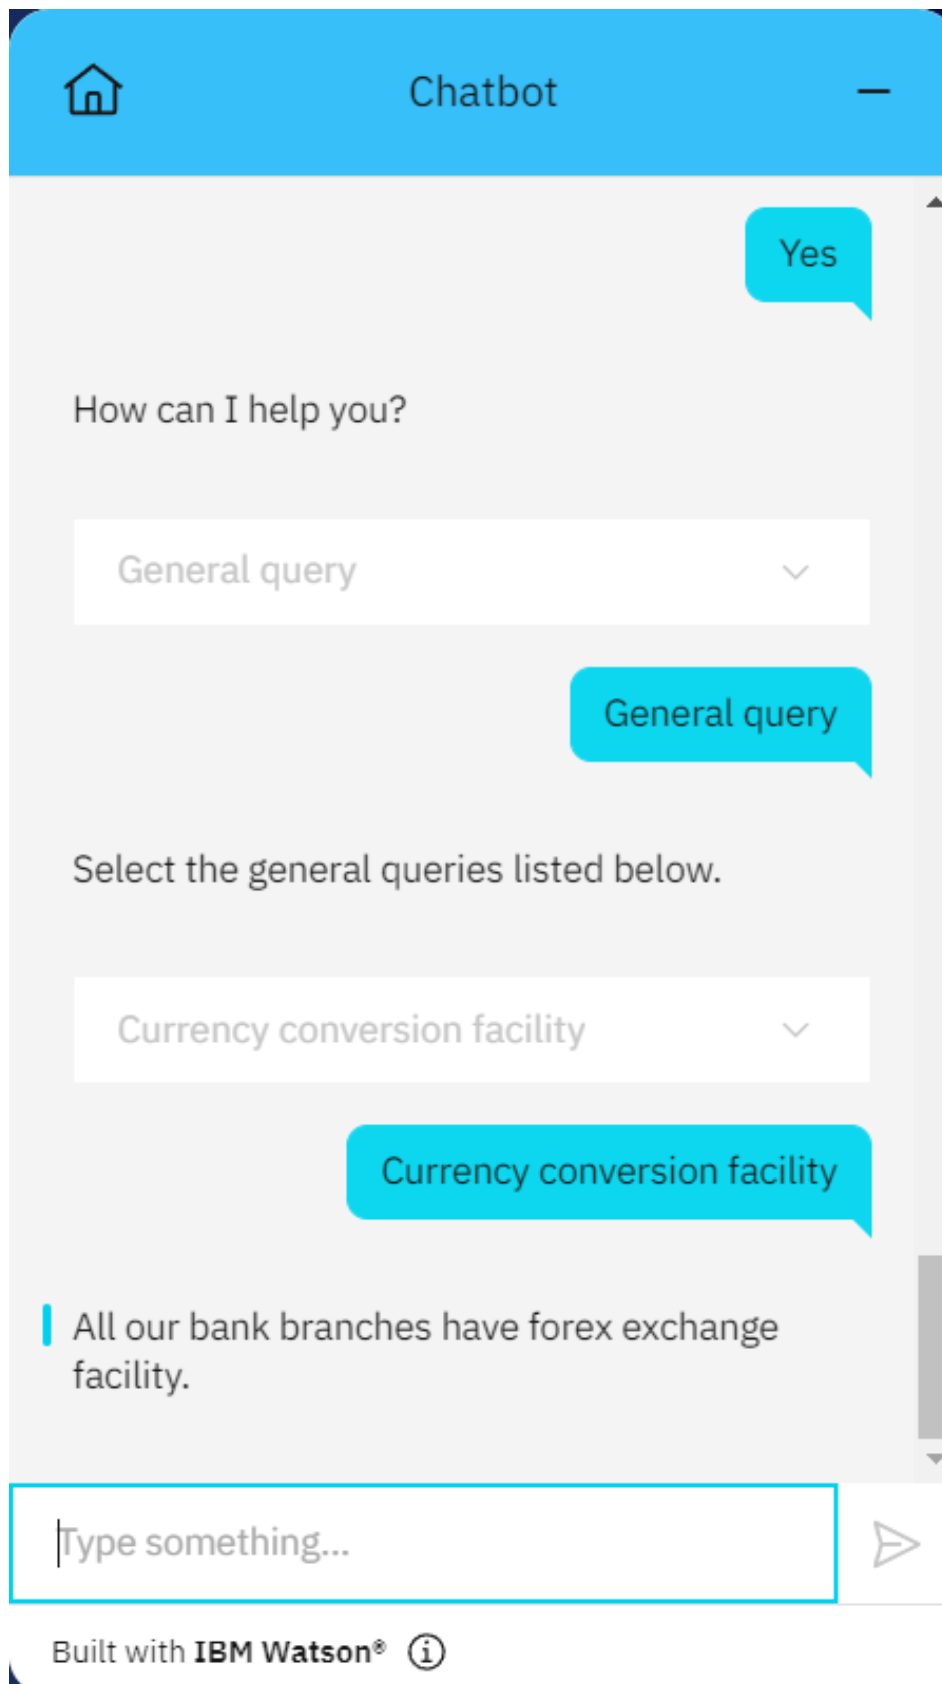 Chatbot
Yes
How can I help you?
General query
General query
Select the general queries listed below.
Currency conversion facility
Currency conversion facility
All our bank branches have forex exchange
facility.
Type something...
Built with IBM Watson®